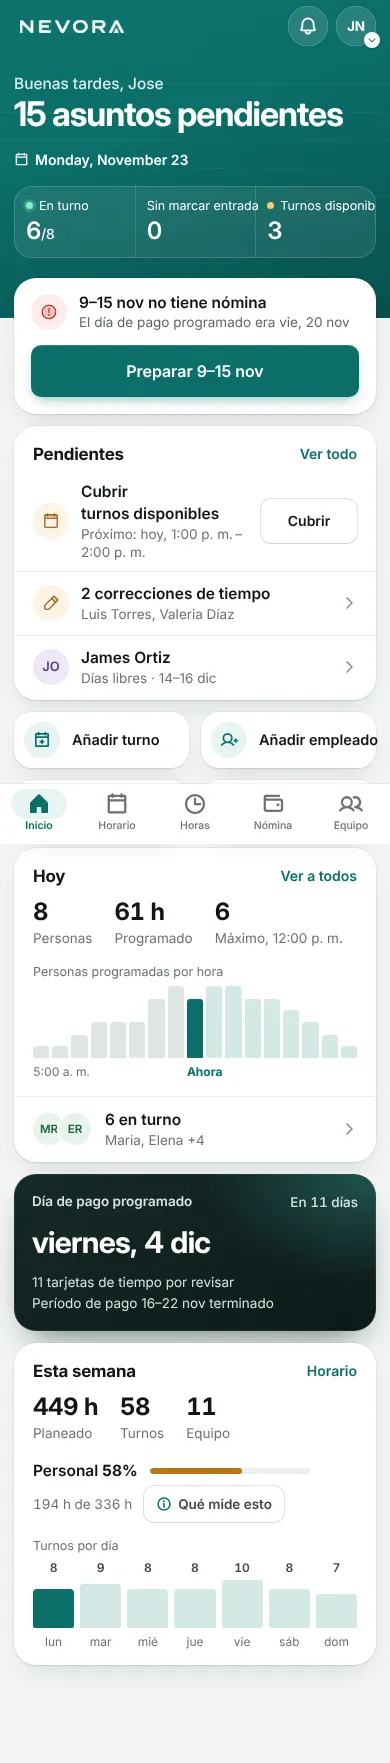 NEVORA
JN
Buenas tardes, Jose
15 asuntos pendientes
Monday, November 23
En turno
Sin marcar entrada
Turnos disponib
6/8
0
3
9–15 nov no tiene nómina
El día de pago programado era vie, 20 nov
Preparar 9–15 nov
Pendientes
Ver todo
Cubrir
turnos disponibles
Próximo: hoy, 1:00 p. m. –
2:00 p. m.
Cubrir
2 correcciones de tiempo
Luis Torres, Valeria Díaz
JO
James Ortiz
Días libres · 14–16 dic
Añadir turno
Añadir empleado
Inicio
Horario
Horas
Nómina
Equipo
Hoy
Ver a todos
8
61 h
6
Personas
Programado
Máximo, 12:00 p. m.
Personas programadas por hora
5:00 a. m.
Ahora
MR
ER
6 en turno
Maria, Elena +4
Día de pago programado
En 11 días
viernes, 4 dic
11 tarjetas de tiempo por revisar
Período de pago 16–22 nov terminado
Esta semana
Horario
449 h
58
11
Planeado
Turnos
Equipo
Personal 58%
194 h de 336 h
Qué mide esto
Turnos por día
8
9
8
8
10
8
7
lun
mar
mié
jue
vie
sáb
dom